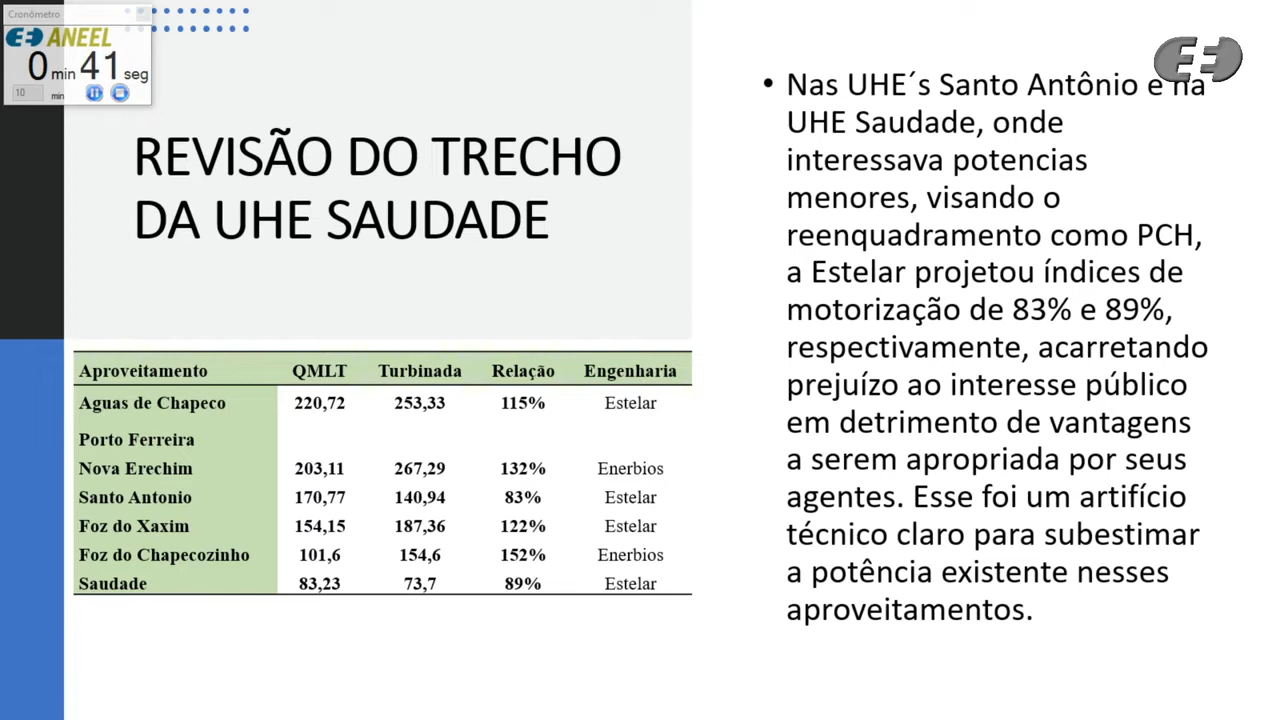 Cronômetro
ANEEL
0 min 41 seg
10 min
REVISÃO DO TRECHO
DA UHE SAUDADE
Aproveitamento QMLT Turbinada Relação Engenharia
Aguas de Chapeco 220,72 253,33 115% Estelar
Porto Ferreira
Nova Erechim 203,11 267,29 132% Enerbios
Santo Antonio 170,77 140,94 83% Estelar
Foz do Xaxim 154,15 187,36 122% Estelar
Foz do Chapecozinho 101,6 154,6 152% Enerbios
Saudade 83,23 73,7 89% Estelar
• Nas UHE´s Santo Antônio e na
UHE Saudade, onde
interessava potencias
menores, visando o
reenquadramento como PCH,
a Estelar projetou índices de
motorização de 83% e 89%,
respectivamente, acarretando
prejuízo ao interesse público
em detrimento de vantagens
a serem apropriada por seus
agentes. Esse foi um artifício
técnico claro para subestimar
a potência existente nesses
aproveitamentos.